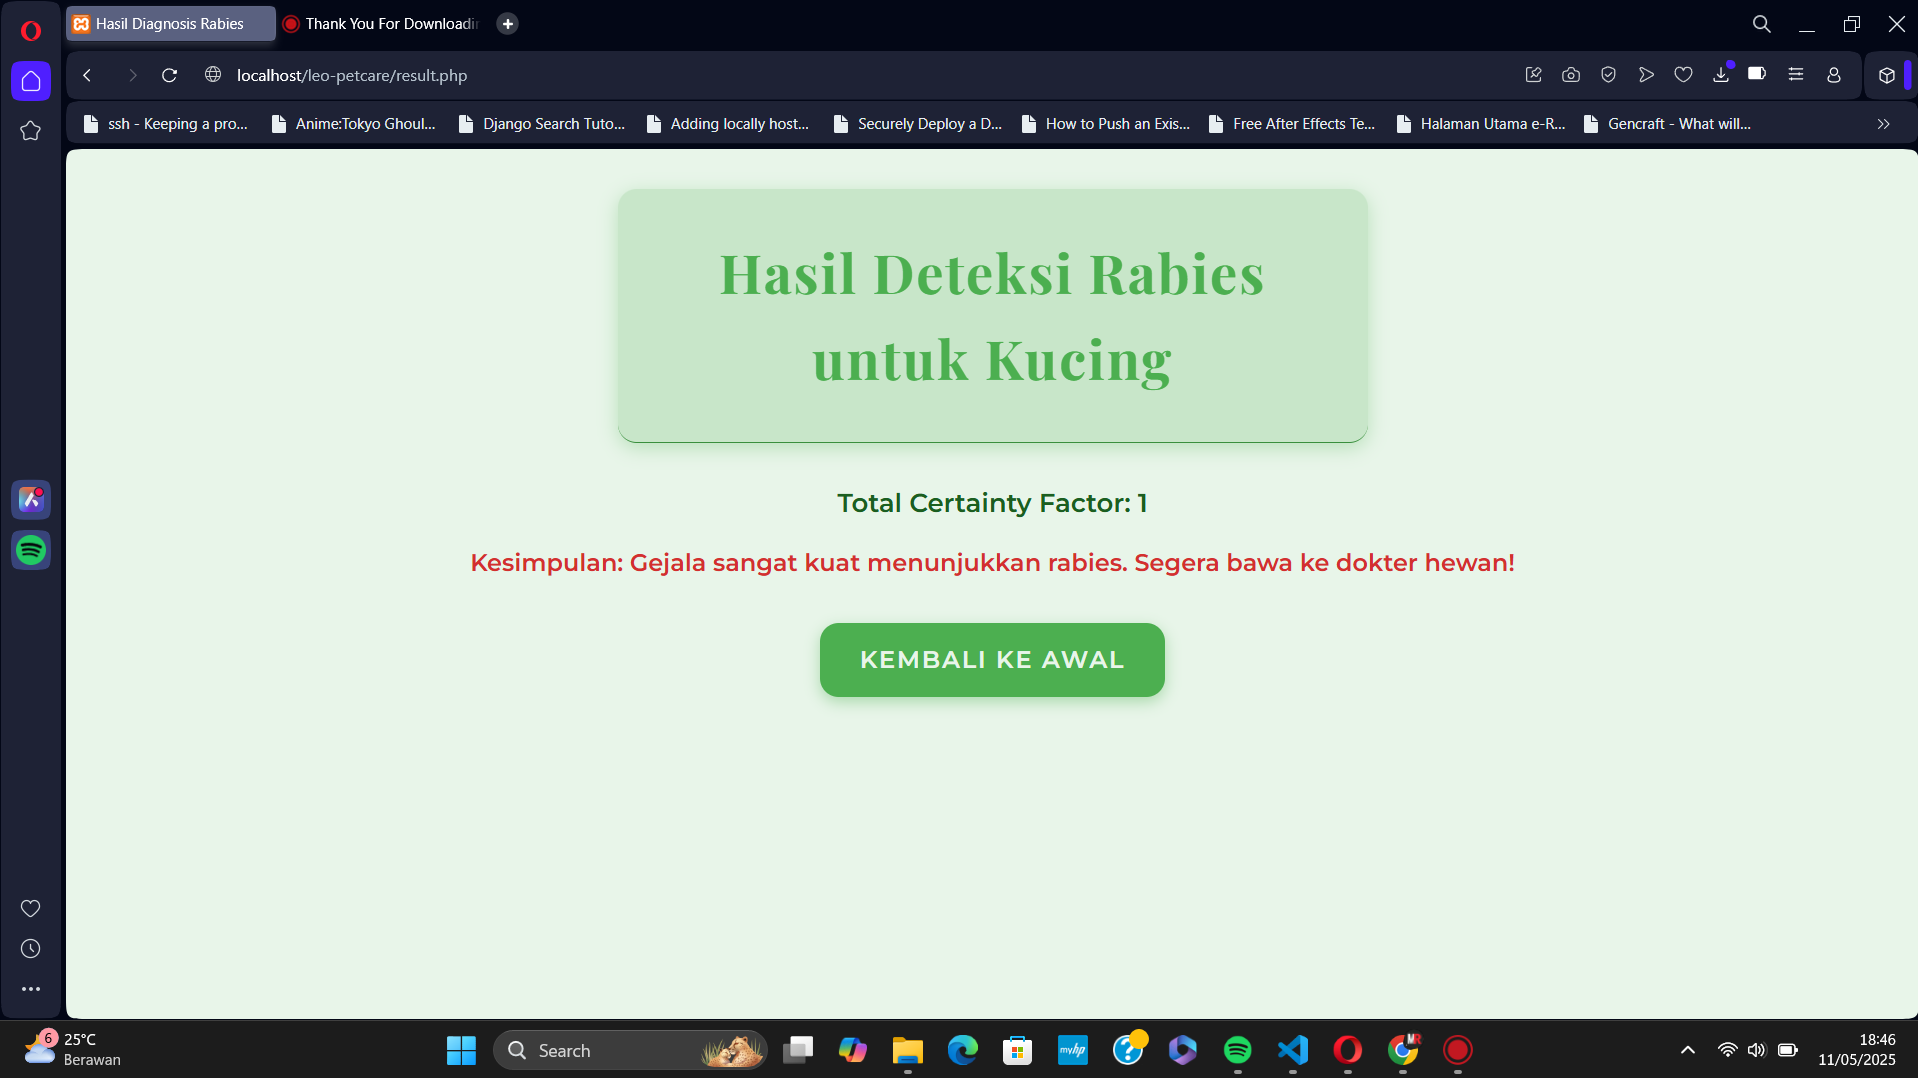 Hasil Diagnosis Rabies
Thank You For Downloadin
localhost/leo-petcare/result.php
ssh - Keeping a pro...
Anime:Tokyo Ghoul...
Django Search Tuto...
Adding locally host...
Securely Deploy a D...
How to Push an Exis...
Free After Effects Te...
Halaman Utama e-R...
Gencraft - What will...
Hasil Deteksi Rabies
untuk Kucing
Total Certainty Factor: 1
Kesimpulan: Gejala sangat kuat menunjukkan rabies. Segera bawa ke dokter hewan!
KEMBALI KE AWAL
6
25°C
Berawan
Search
myhp
MR
18:46
11/05/2025